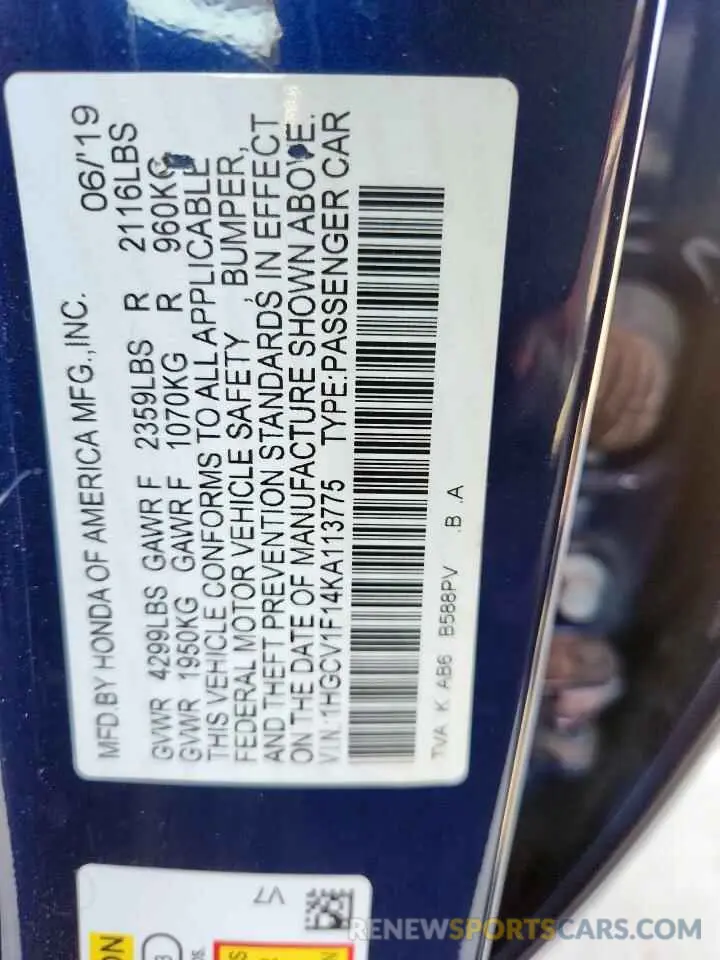 MFD.BY HONDA OF AMERICA MFG.,INC. 06/'19
GVWR 4299LBS GAWR F 2359LBS R 2116LBS
GVWR 1950KG GAWR F 1070KG R 960KG
THIS VEHICLE CONFORMS TO ALL APPLICABLE
FEDERAL MOTOR VEHICLE SAFETY, BUMPER,
AND THEFT PREVENTION STANDARDS IN EFFECT
ON THE DATE OF MANUFACTURE SHOWN ABOVE.
VIN:1HGCV1F14KA113775 TYPE:PASSENGER CAR
TVA K AB6 B588PV .B .A
RENEWSPORTSCARS.COM